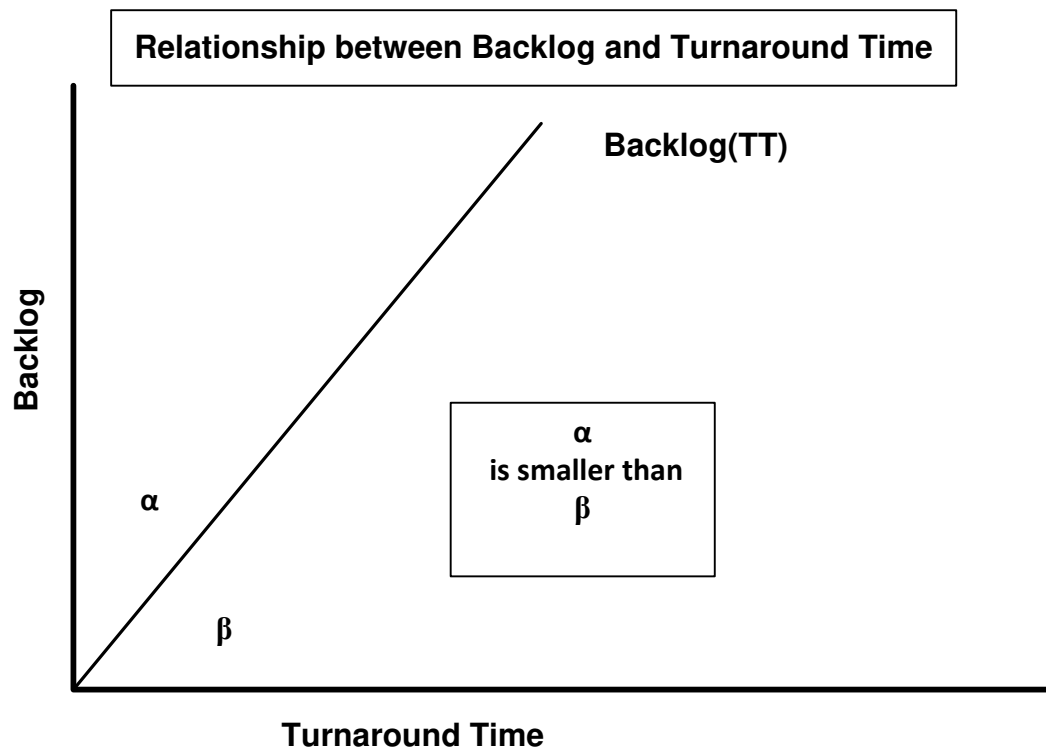 Relationship between Backlog and Turnaround Time
Backlog(TT)
Backlog
α
is smaller than
β
α
β
Turnaround Time